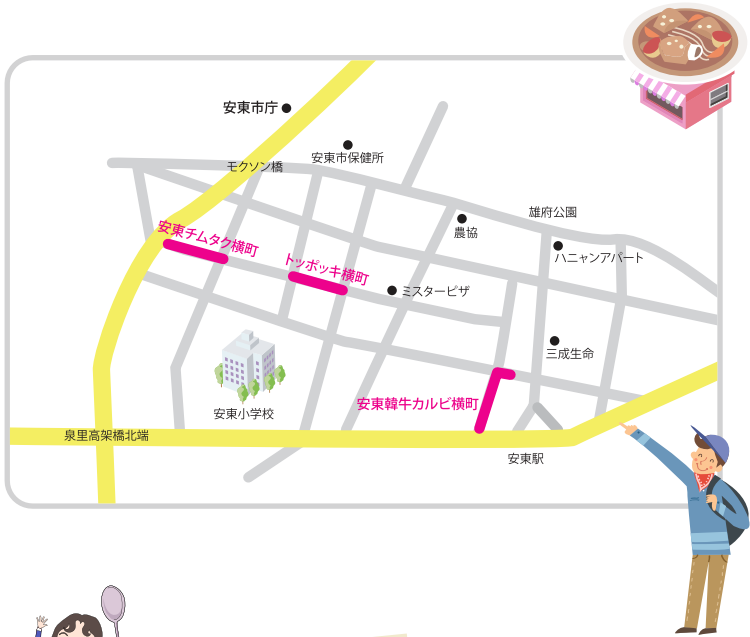 安東市庁
安東市保健所
モクソン橋
雄府公園
農協
安東チムタク横町
ハニャンアパート
トッポッキ横町
ミスターピザ
三成生命
安東韓牛カルビ横町
安東小学校
泉里高架橋北端
安東駅